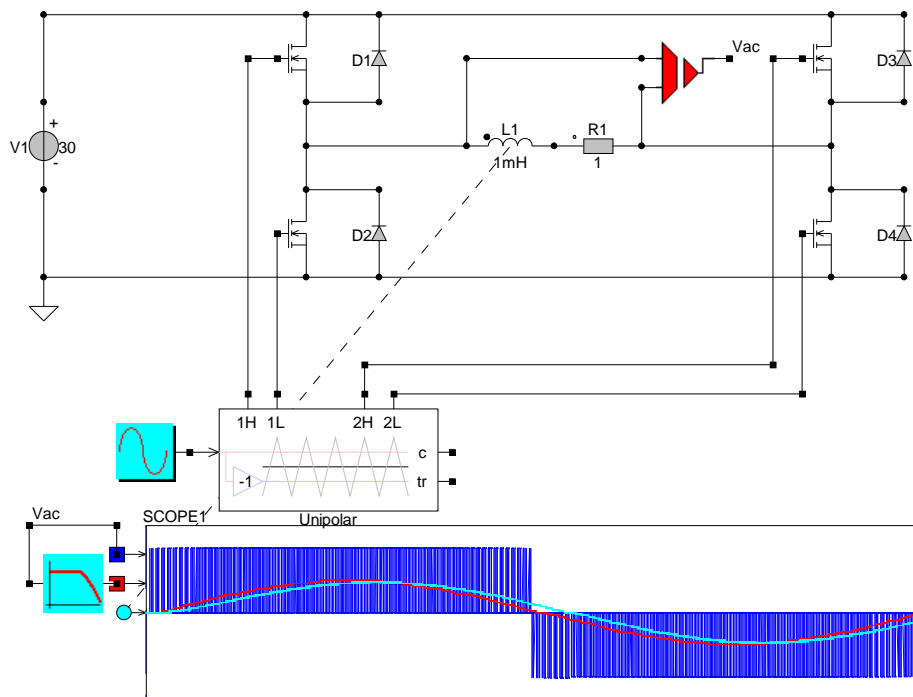 Vac
D1
D3
+
V1 30
-
L1
R1
1mH
1
D2
D4
1H 1L 2H 2L
c
-1
tr
Unipolar
Vac
SCOPE1